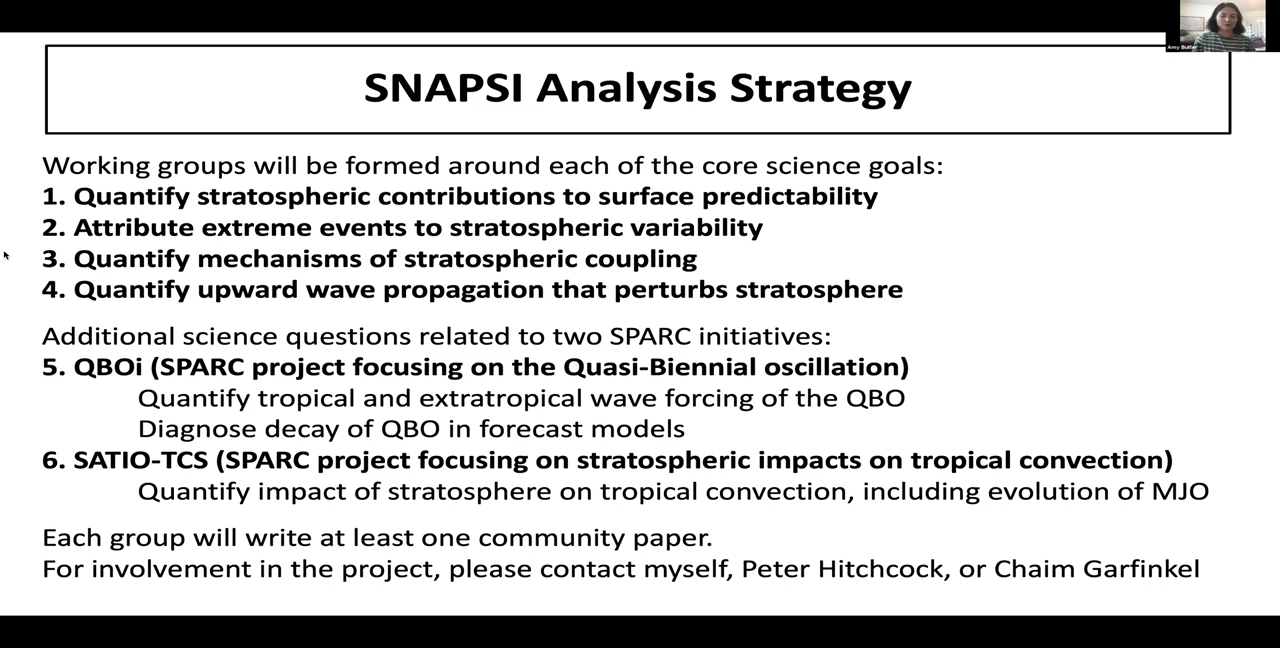 Amy Butler
SNAPSI Analysis Strategy
Working groups will be formed around each of the core science goals:
1. Quantify stratospheric contributions to surface predictability
2. Attribute extreme events to stratospheric variability
3. Quantify mechanisms of stratospheric coupling
4. Quantify upward wave propagation that perturbs stratosphere
Additional science questions related to two SPARC initiatives:
5. QBOi (SPARC project focusing on the Quasi-Biennial oscillation)
Quantify tropical and extratropical wave forcing of the QBO
Diagnose decay of QBO in forecast models
6. SATIO-TCS (SPARC project focusing on stratospheric impacts on tropical convection)
Quantify impact of stratosphere on tropical convection, including evolution of MJO
Each group will write at least one community paper.
For involvement in the project, please contact myself, Peter Hitchcock, or Chaim Garfinkel